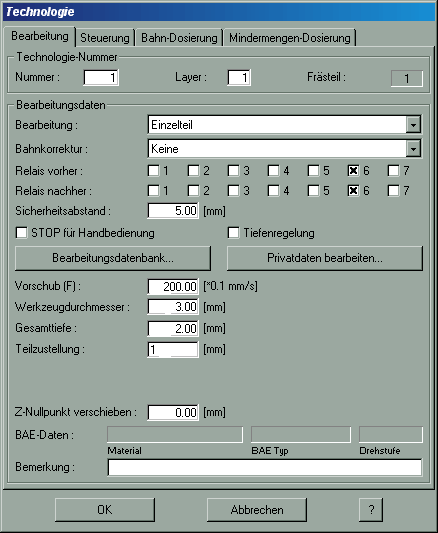 Technologie
Bearbeitung Steuerung Bahn-Dosierung Mindermengen-Dosierung
Technologie-Nummer
Nummer : 1 Layer : 1 Frästeil : 1
Bearbeitungsdaten
Bearbeitung : Einzelteil
Bahnkorrektur : Keine
Relais vorher : 1 2 3 4 5 6 7
Relais nachher : 1 2 3 4 5 6 7
Sicherheitsabstand : 5.00 [mm]
STOP für Handbedienung Tiefenregelung
Bearbeitungsdatenbank... Privatdaten bearbeiten...
Vorschub (F) : 200.00 [*0.1 mm/s]
Werkzeugdurchmesser : 3.00 [mm]
Gesamttiefe : 2.00 [mm]
Teilzustellung : 1 [mm]
Z-Nullpunkt verschieben : 0.00 [mm]
BAE-Daten :
Material BAE Typ Drehstufe
Bemerkung :
OK Abbrechen ?